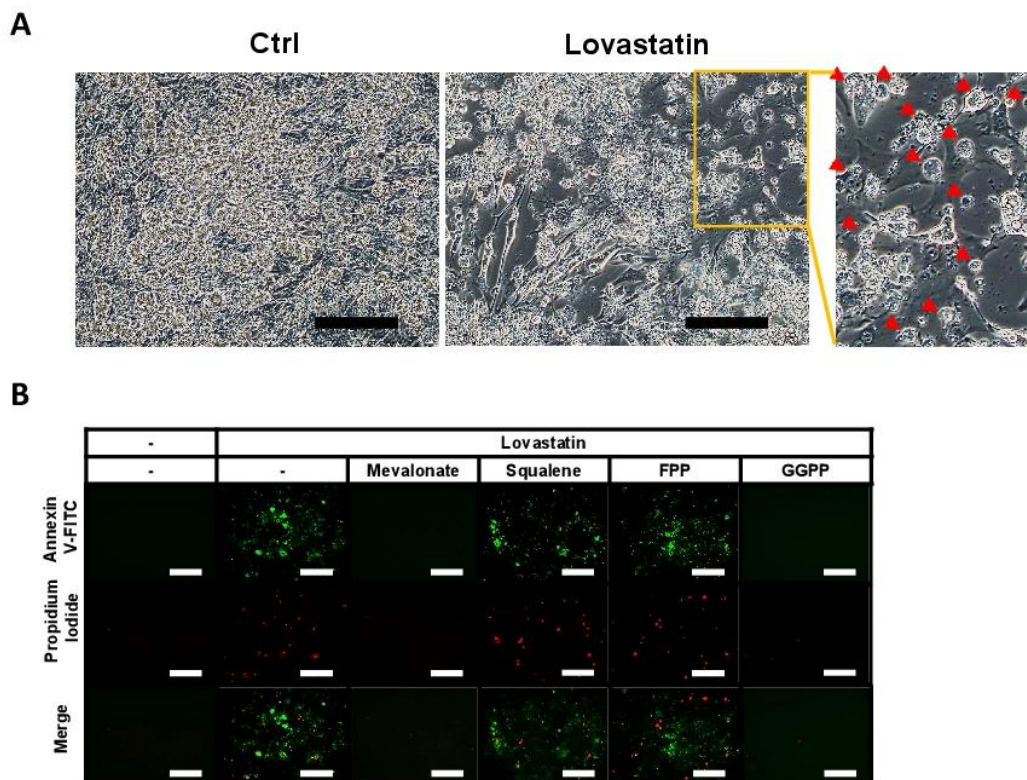 A
Ctrl
Lovastatin
B
-
Lovastatin
-
-
Mevalonate
Squalene
FPP
GGPP
Annexin
V-FITC
Propidium
Iodide
Merge